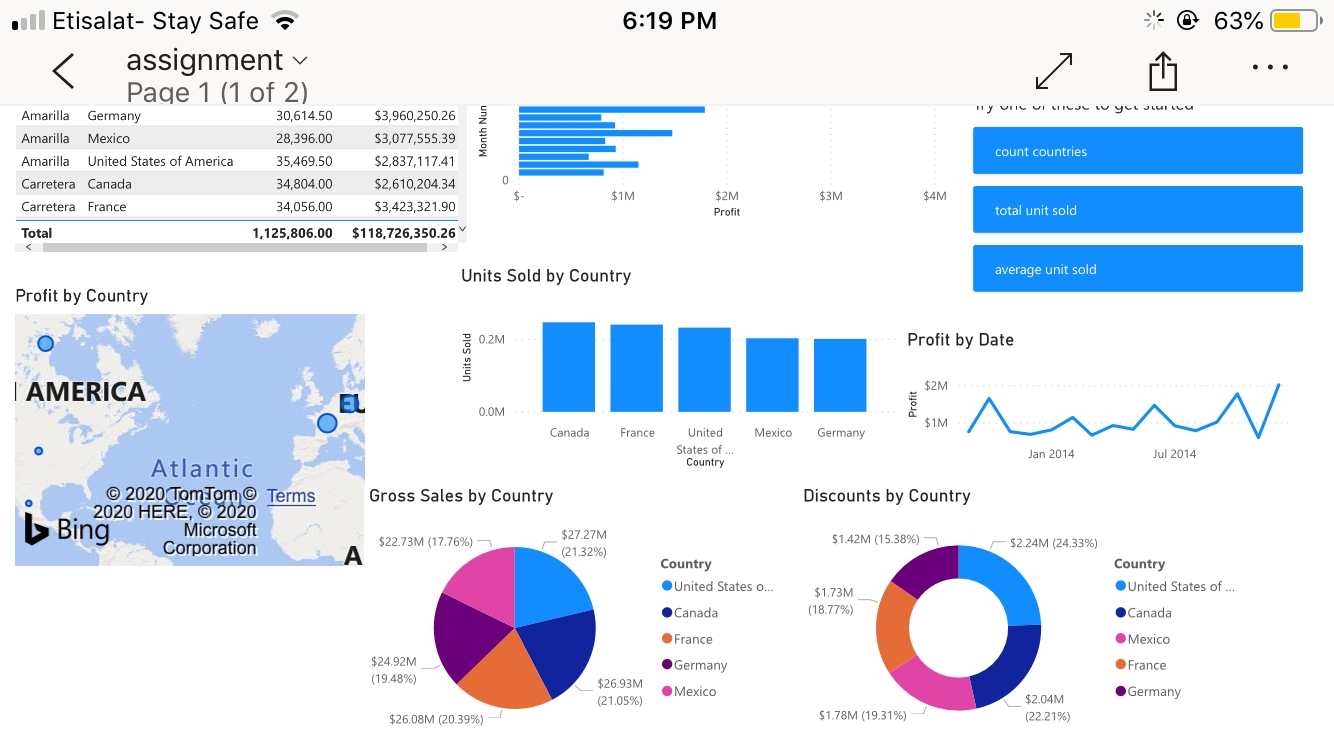 Etisalat- Stay Safe
6:19 PM
63%
assignment
Page 1 (1 of 2)
Amarilla Germany 30,614.50 $3,960,250.26
Amarilla Mexico 28,396.00 $3,077,555.39
Amarilla United States of America 35,469.50 $2,837,117.41
Carretera Canada 34,804.00 $2,610,204.34
Carretera France 34,056.00 $3,423,321.90
Total 1,125,806.00 $118,726,350.26
Month Nun
0
$- $1M $2M $3M $4M
Profit
Try one of these to get started
count countries
total unit sold
average unit sold
Profit by Country
AMERICA
EU
Atlantic
Ocean
© 2020 TomTom ©
2020 HERE, © 2020
Microsoft
Corporation
Terms
Bing
A
Units Sold by Country
Units Sold
0.2M
0.0M
Canada France United States of ... Mexico Germany
Country
Profit by Date
Profit
$2M
$1M
Jan 2014 Jul 2014
Gross Sales by Country
$27.27M
(21.32%)
$26.93M
(21.05%)
$26.08M (20.39%)
$24.92M
(19.48%)
$22.73M (17.76%)
Country
United States o...
Canada
France
Germany
Mexico
Discounts by Country
$2.24M (24.33%)
$2.04M
(22.21%)
$1.78M (19.31%)
$1.73M
(18.77%)
$1.42M (15.38%)
Country
United States of ...
Canada
Mexico
France
Germany